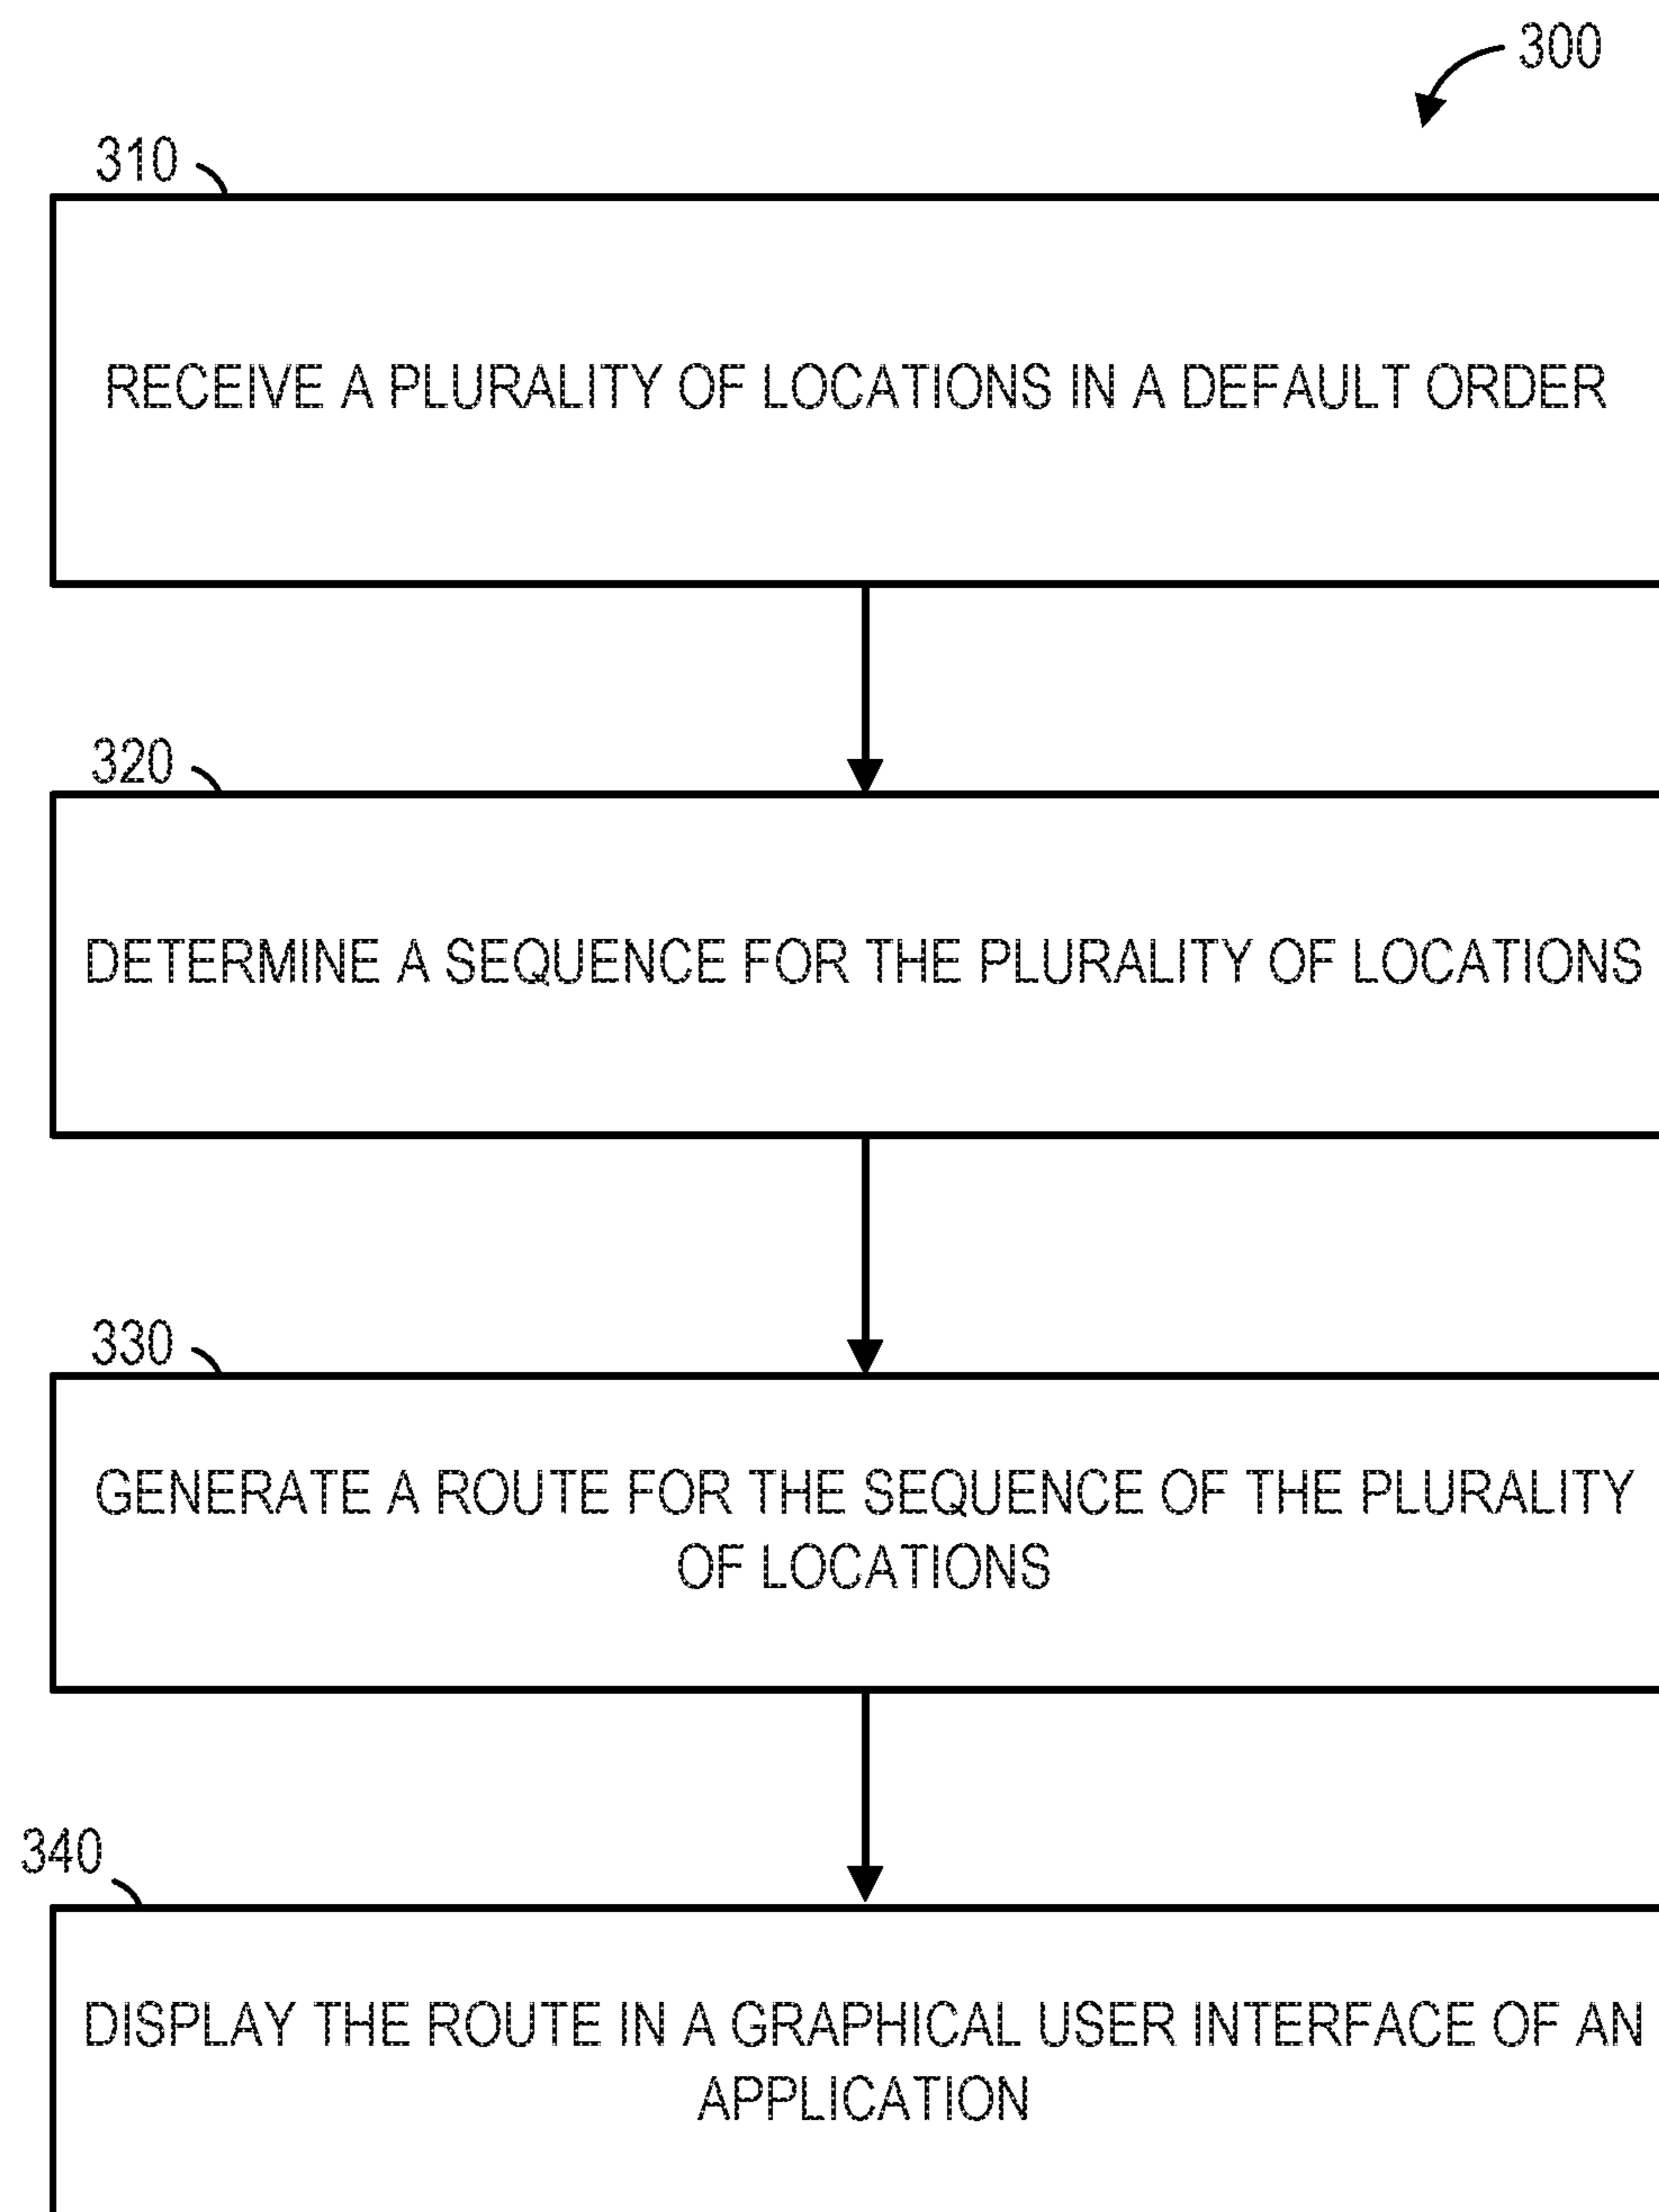 300
310
RECEIVE A PLURALITY OF LOCATIONS IN A DEFAULT ORDER
320
DETERMINE A SEQUENCE FOR THE PLURALITY OF LOCATIONS
330
GENERATE A ROUTE FOR THE SEQUENCE OF THE PLURALITY
OF LOCATIONS
340
DISPLAY THE ROUTE IN A GRAPHICAL USER INTERFACE OF AN
APPLICATION